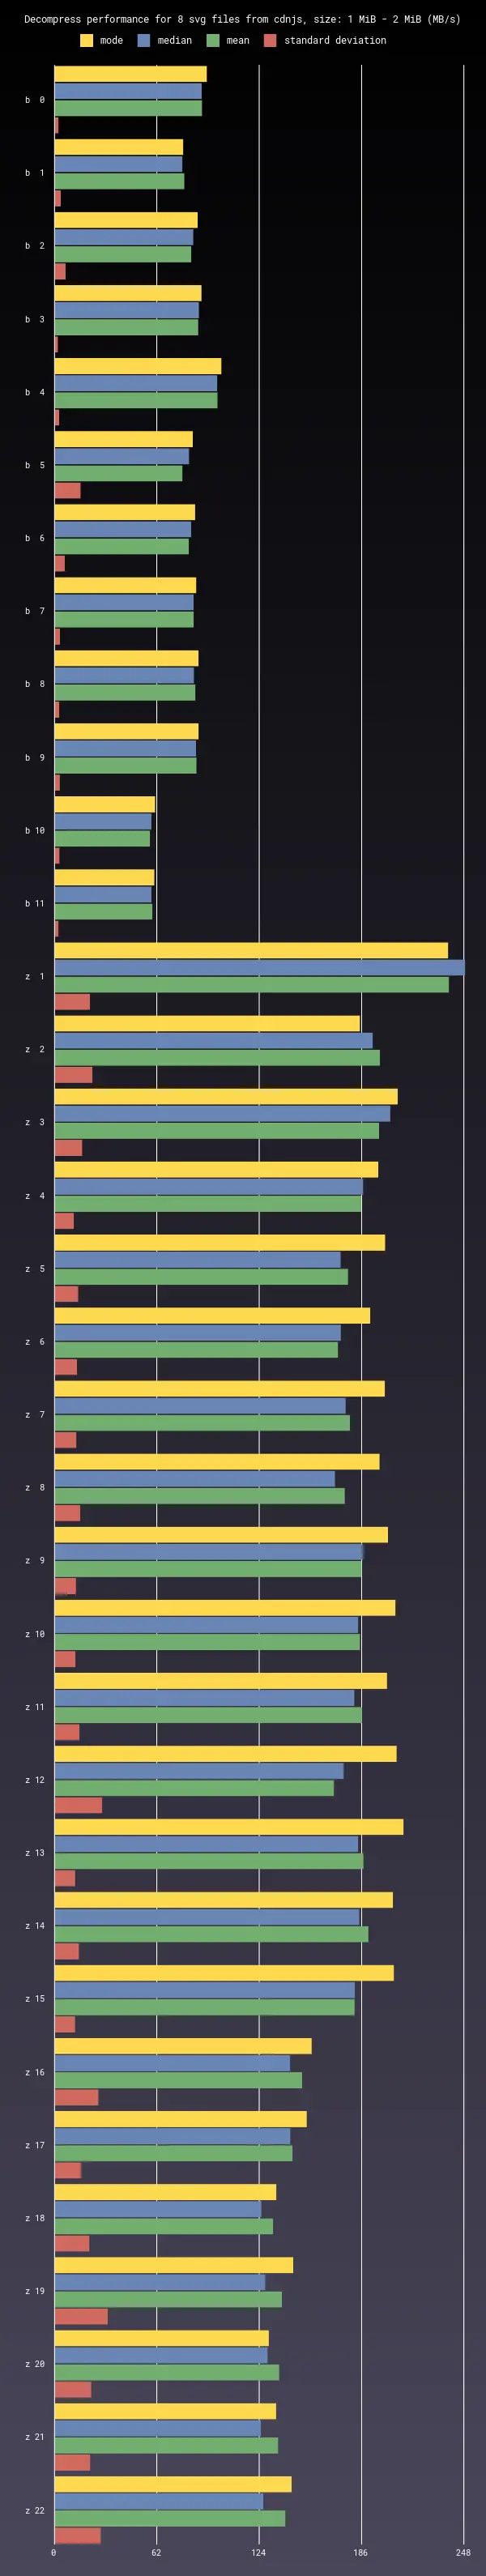 Decompress performance for 8 svg files from cdnjs, size: 1 MiB - 2 MiB (MB/s)
mode median mean standard deviation
b 0
b 1
b 2
b 3
b 4
b 5
b 6
b 7
b 8
b 9
b 10
b 11
z 1
z 2
z 3
z 4
z 5
z 6
z 7
z 8
z 9
z 10
z 11
z 12
z 13
z 14
z 15
z 16
z 17
z 18
z 19
z 20
z 21
z 22
0 62 124 186 248